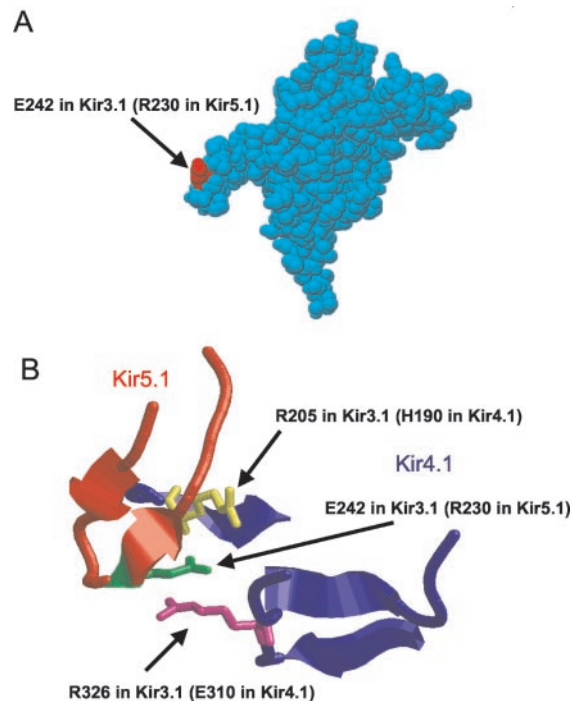 A
E242 in Kir3.1 (R230 in Kir5.1)
B
Kir5.1
R205 in Kir3.1 (H190 in Kir4.1)
Kir4.1
E242 in Kir3.1 (R230 in Kir5.1)
R326 in Kir3.1 (E310 in Kir4.1)